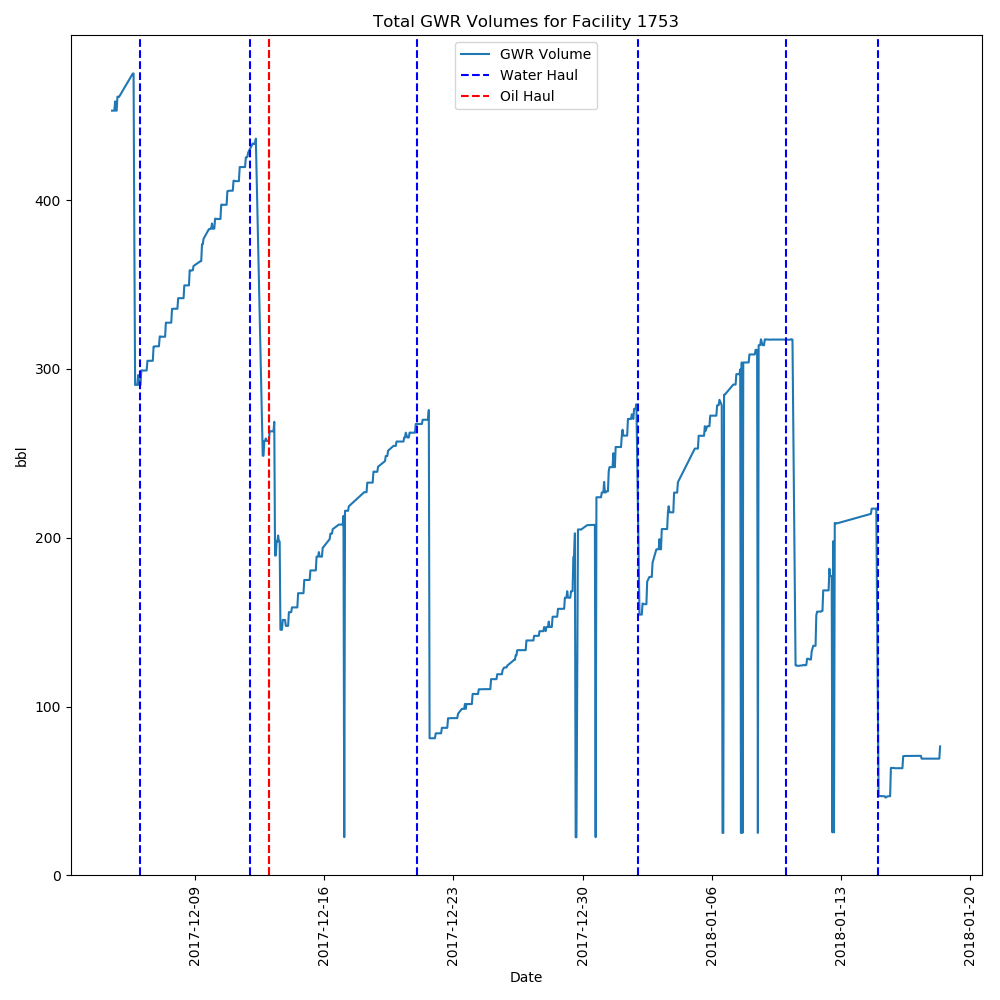 Total GWR Volumes for Facility 1753
GWR Volume
Water Haul
Oil Haul
bbl
400
300
200
100
0
2017-12-09
2017-12-16
2017-12-23
2017-12-30
2018-01-06
2018-01-13
2018-01-20
Date